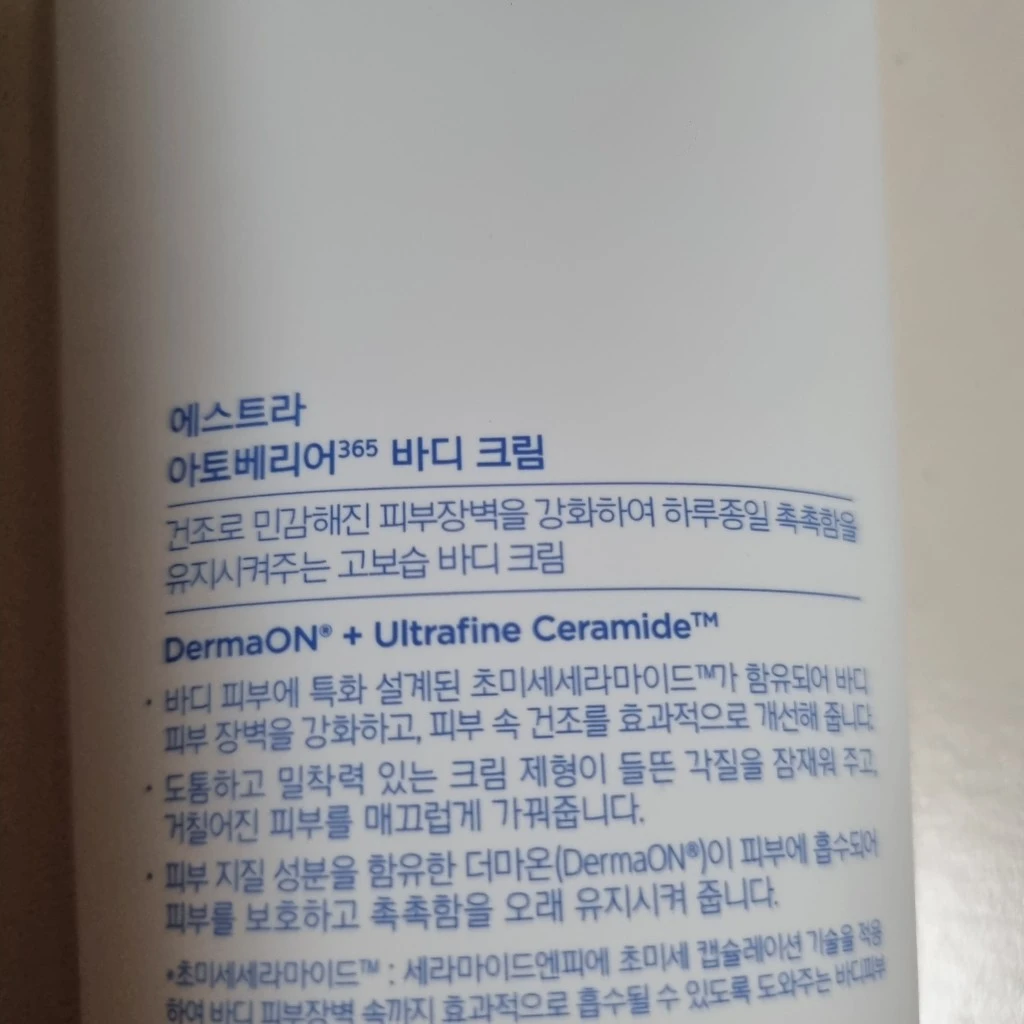 에스트라
아토베리어365 바디 크림
건조로 민감해진 피부장벽을 강화하여 하루종일 촉촉함을
유지시켜주는 고보습 바디 크림
DermaON® + Ultrafine Ceramide™
· 바디 피부에 특화 설계된 초미세세라마이드™가 함유되어 바디
피부 장벽을 강화하고, 피부 속 건조를 효과적으로 개선해 줍니다.
· 도톰하고 밀착력 있는 크림 제형이 들뜬 각질을 잠재워 주고,
거칠어진 피부를 매끄럽게 가꿔줍니다.
· 피부 지질 성분을 함유한 더마온(DermaON®)이 피부에 흡수되어
피부를 보호하고 촉촉함을 오래 유지시켜 줍니다.
*초미세세라마이드™ : 세라마이드엔피에 초미세 캡슐레이션 기술을 적용
하여 바디 피부장벽 속까지 효과적으로 흡수될 수 있도록 도와주는 바디피부